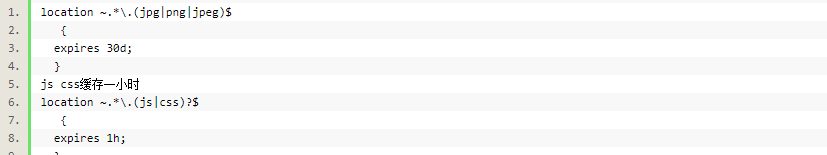 1. location ~.*\.(jpg|png|jpeg)$
2. {
3. expires 30d;
4. }
5. js css缓存一小时
6. location ~.*\.(js|css)?$
7. {
8. expires 1h;
9. }